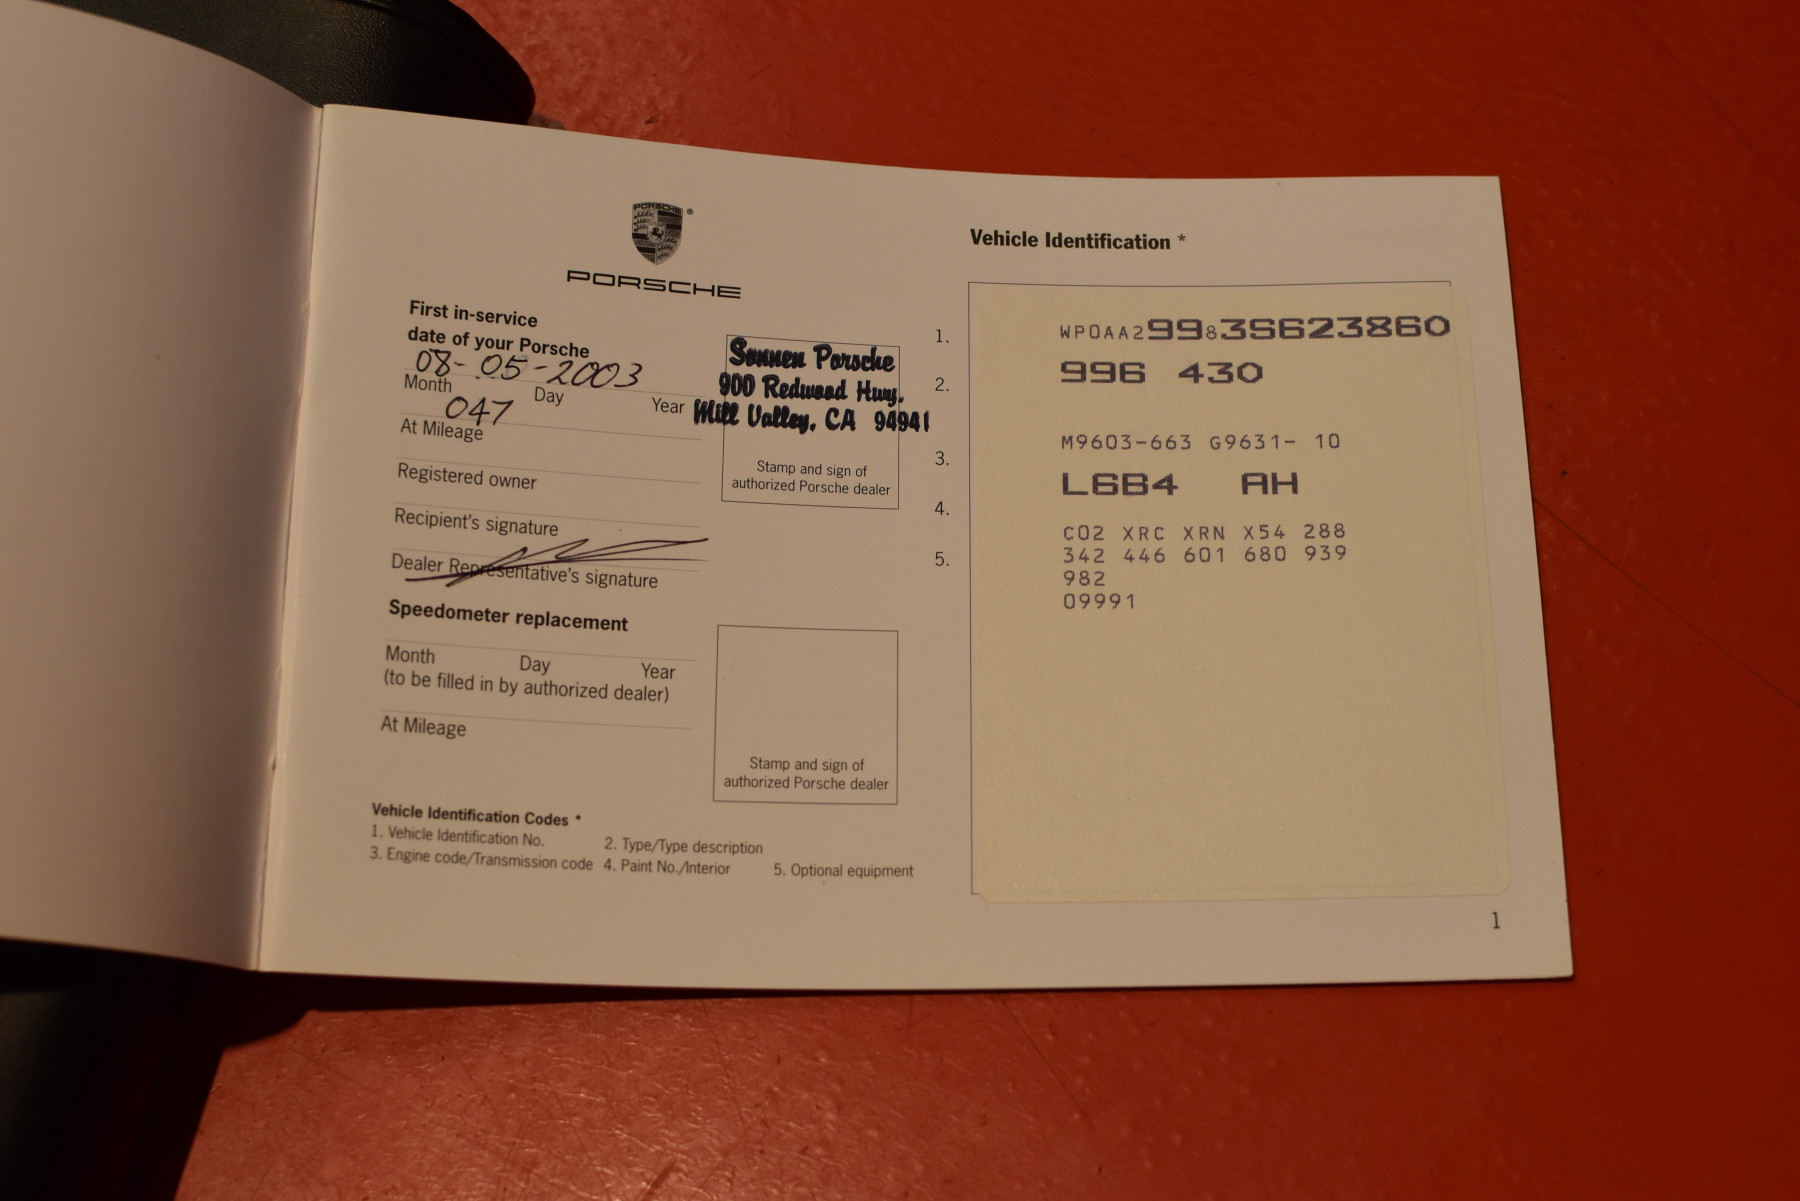 PORSCHE
PORSCHE
First in-service
date of your Porsche
08-05-2003
Month Day Year
047
At Mileage
Registered owner
Recipient's signature
Dealer Representative's signature
Sonnen Porsche
900 Redwood Hwy.
Mill Valley, CA 94941
Stamp and sign of
authorized Porsche dealer
Speedometer replacement
Month Day Year
(to be filled in by authorized dealer)
At Mileage
Stamp and sign of
authorized Porsche dealer
Vehicle Identification Codes *
1. Vehicle Identification No. 2. Type/Type description
3. Engine code/Transmission code 4. Paint No./Interior 5. Optional equipment
Vehicle Identification *
1. WP0AA29983S623860
2. 996 430
3. M9603-663 G9631- 10
4. L6B4 AH
5. C02 XRC XRN X54 288
342 446 601 680 939
982
09991
1